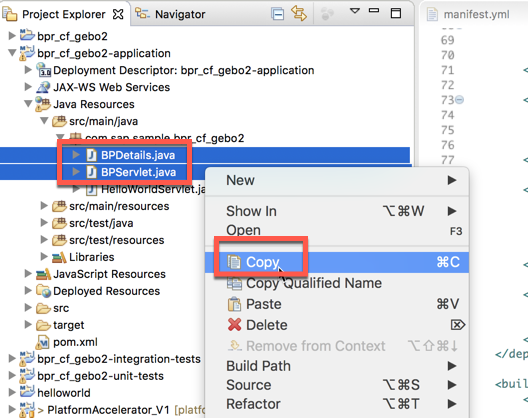 Project Explorer
Navigator
manifest.yml
bpr_cf_gebo2
bpr_cf_gebo2-application
Deployment Descriptor: bpr_cf_gebo2-application
JAX-WS Web Services
Java Resources
src/main/java
com.sap.sample.bpr_cf_gebo2
BPDetails.java
BPServlet.java
HelloWorldServlet.ja
src/main/resources
src/test/java
src/test/resources
Libraries
JavaScript Resources
Deployed Resources
src
target
pom.xml
bpr_cf_gebo2-integration-tests
bpr_cf_gebo2-unit-tests
helloworld
> PlatformAccelerator_V1 [platfo
New
Show In ⌥⌘W
Open F3
Copy ⌘C
Copy Qualified Name
Paste ⌘V
Delete ⌦
Remove from Context ⌥⇧⌘↓
Build Path
Source ⌥⌘S
Refactor ⌥⌘T
69
70
71 <
72 <
73 <
74
75
76
77 <
<
<
<
<
</dep
<buil
<